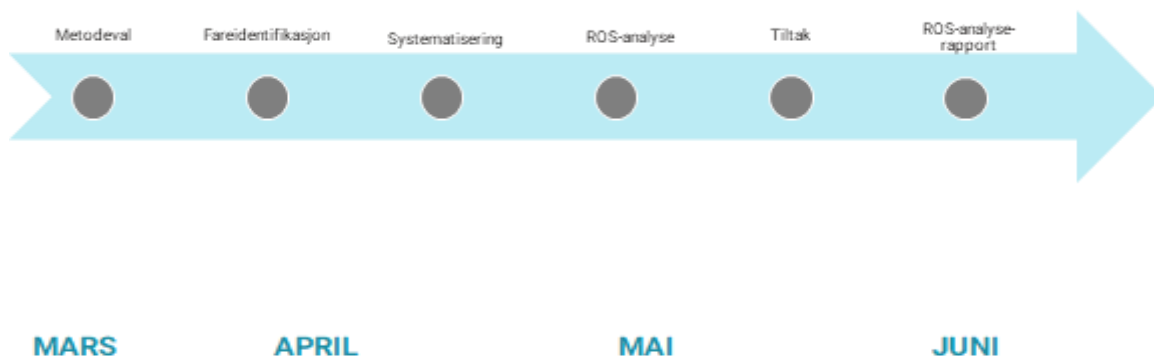 Metodeval
Fareidentifikasjon
Systematisering
ROS-analyse
Tiltak
ROS-analyse-
rapport
MARS
APRIL
MAI
JUNI